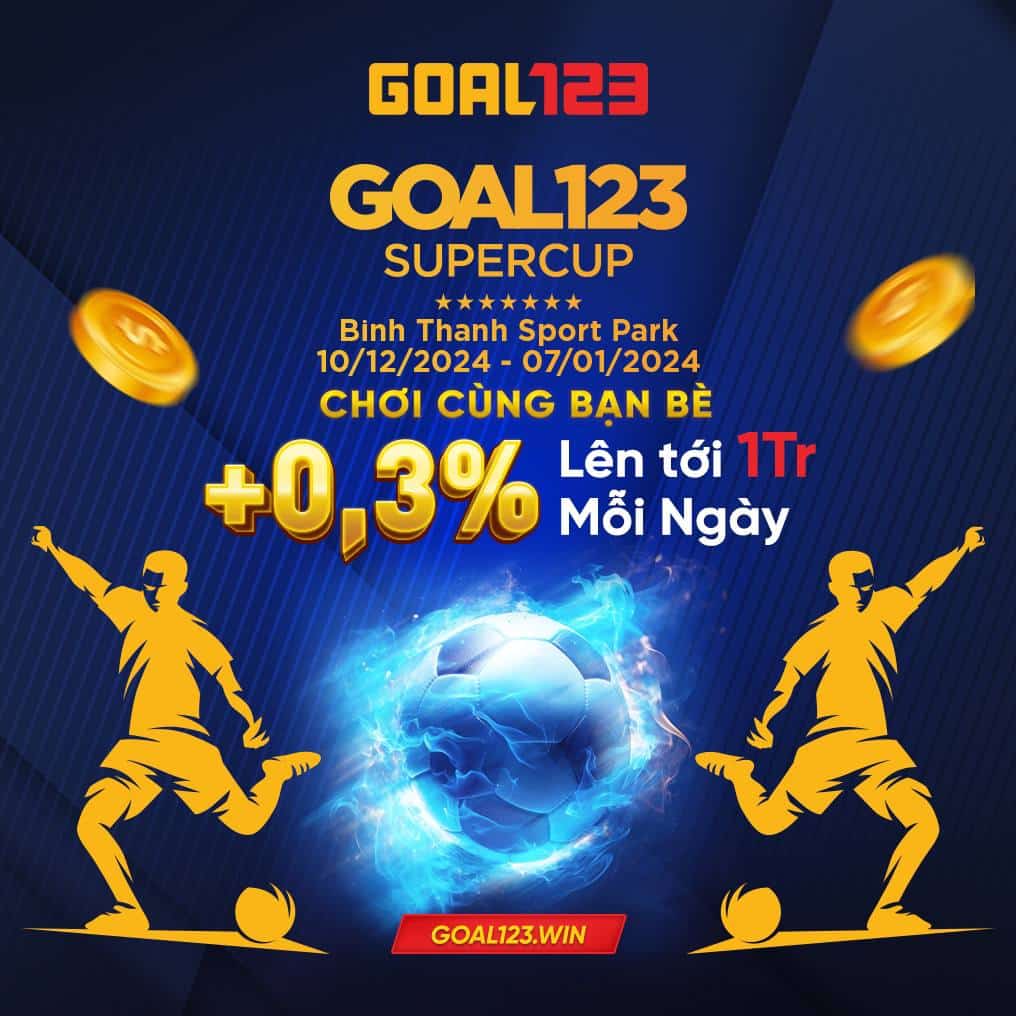 GOAL123
GOAL123
SUPERCUP
Binh Thanh Sport Park
10/12/2024 - 07/01/2024
CHƠI CÙNG BẠN BÈ
+0,3%
Lên tới 1Tr
Mỗi Ngày
GOAL123.WIN